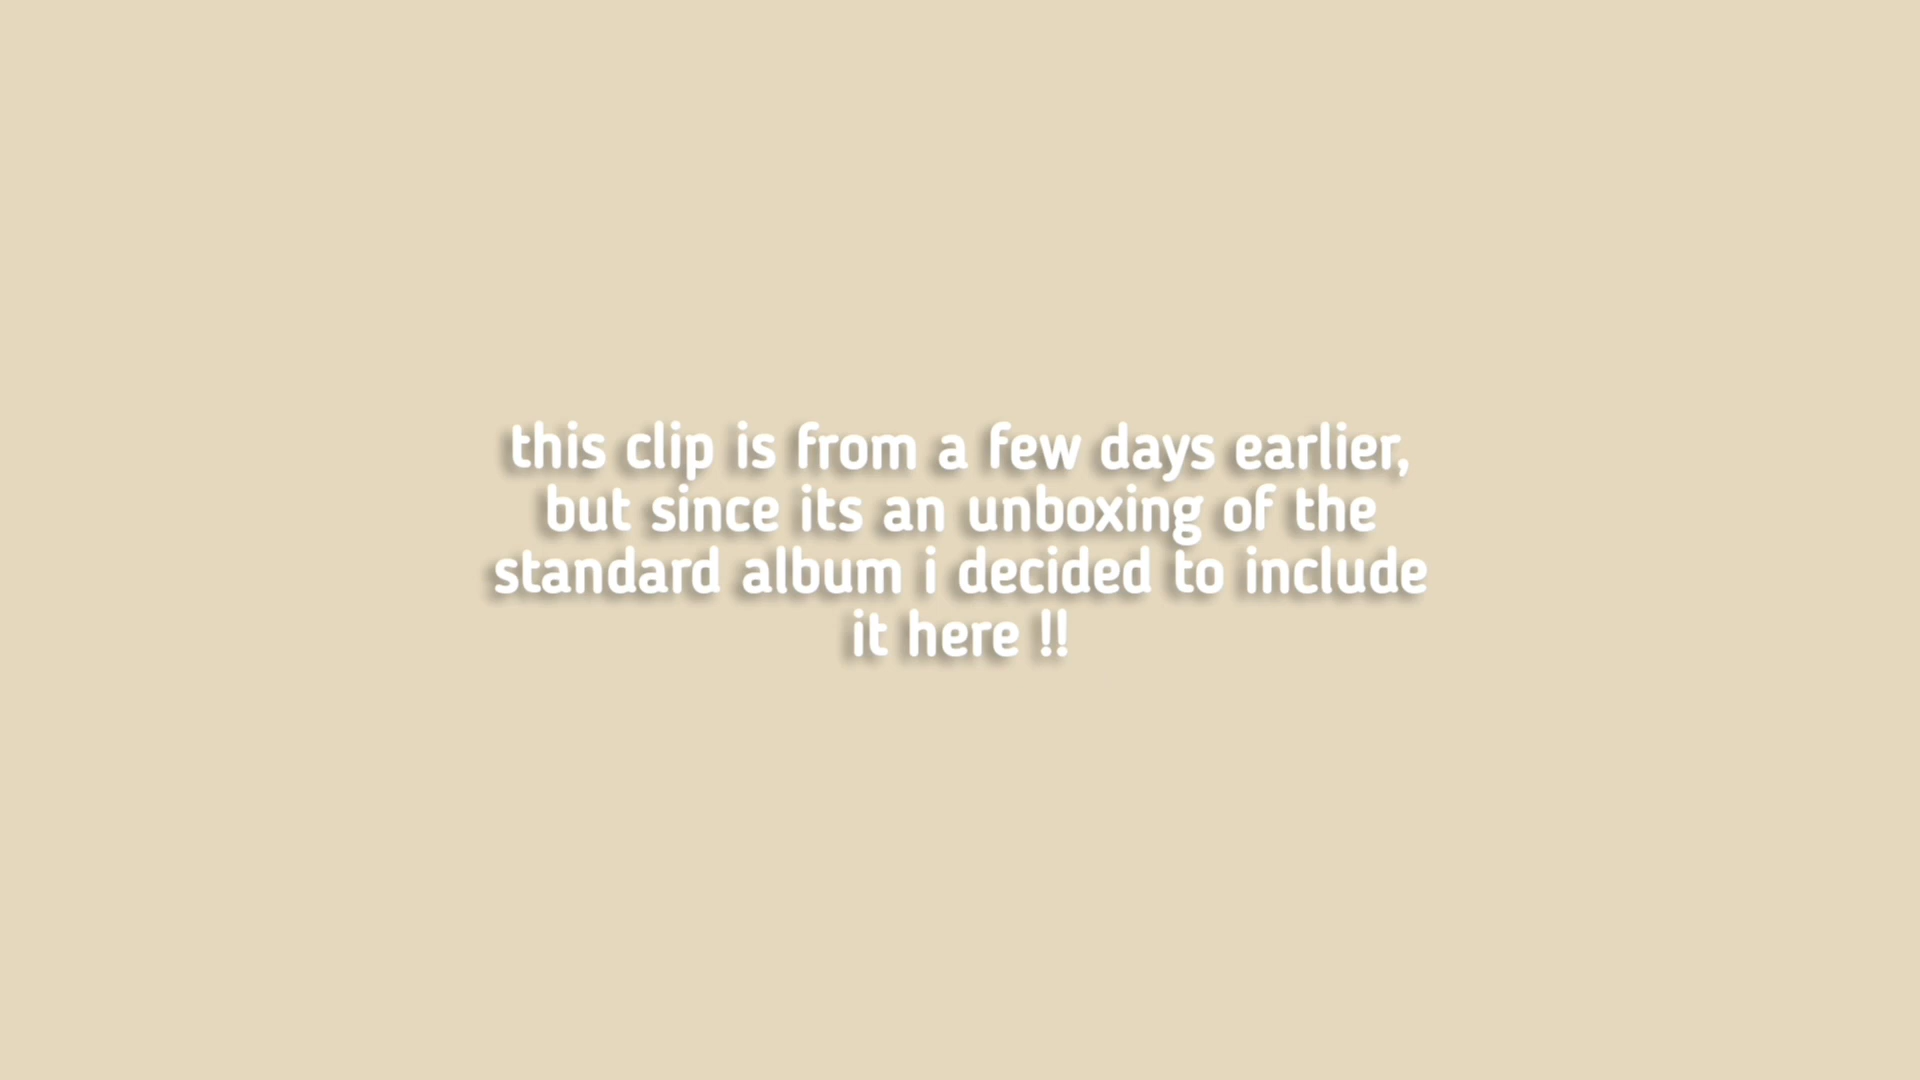 this clip is from a few days earlier,
but since its an unboxing of the
standard album i decided to include
it here !!